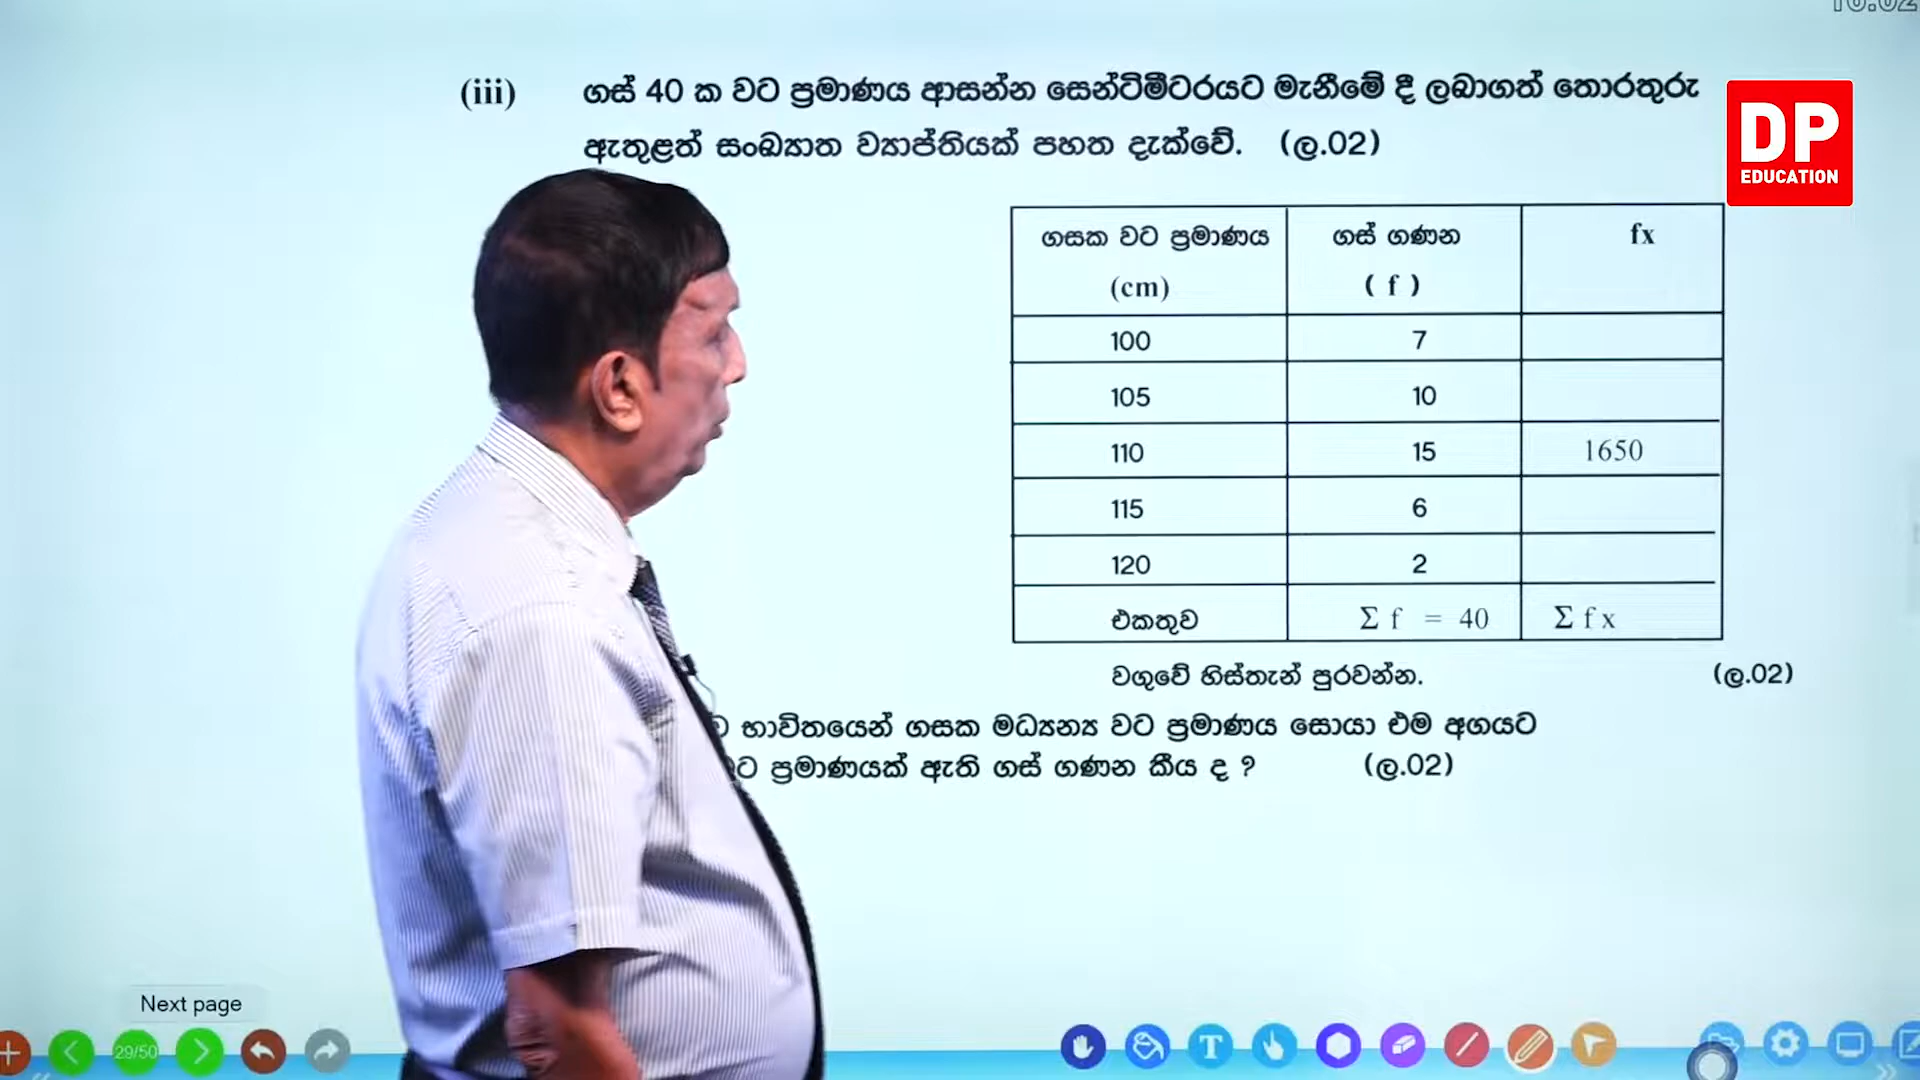 (iii) ගස් 40 ක වට ප්‍රමාණය ආසන්න සෙන්ටිමීටරයට මැනීමේ දී ලබාගත් තොරතුරු
ඇතුළත් සංඛ්‍යාත ව්‍යාප්තියක් පහත දැක්වේ. (ල.02)
DP
EDUCATION
ගසක වට ප්‍රමාණය ගස් ගණන fx
(cm) ( f )
100 7
105 10
110 15 1650
115 6
120 2
එකතුව Σ f = 40 Σ f x
වගුවේ හිස්තැන් පුරවන්න. (ල.02)
භාවිතයෙන් ගසක මධ්‍යන්‍ය වට ප්‍රමාණය සොයා එම අගයට
ප්‍රමාණයක් ඇති ගස් ගණන කීය ද ? (ල.02)
Next page
29/50